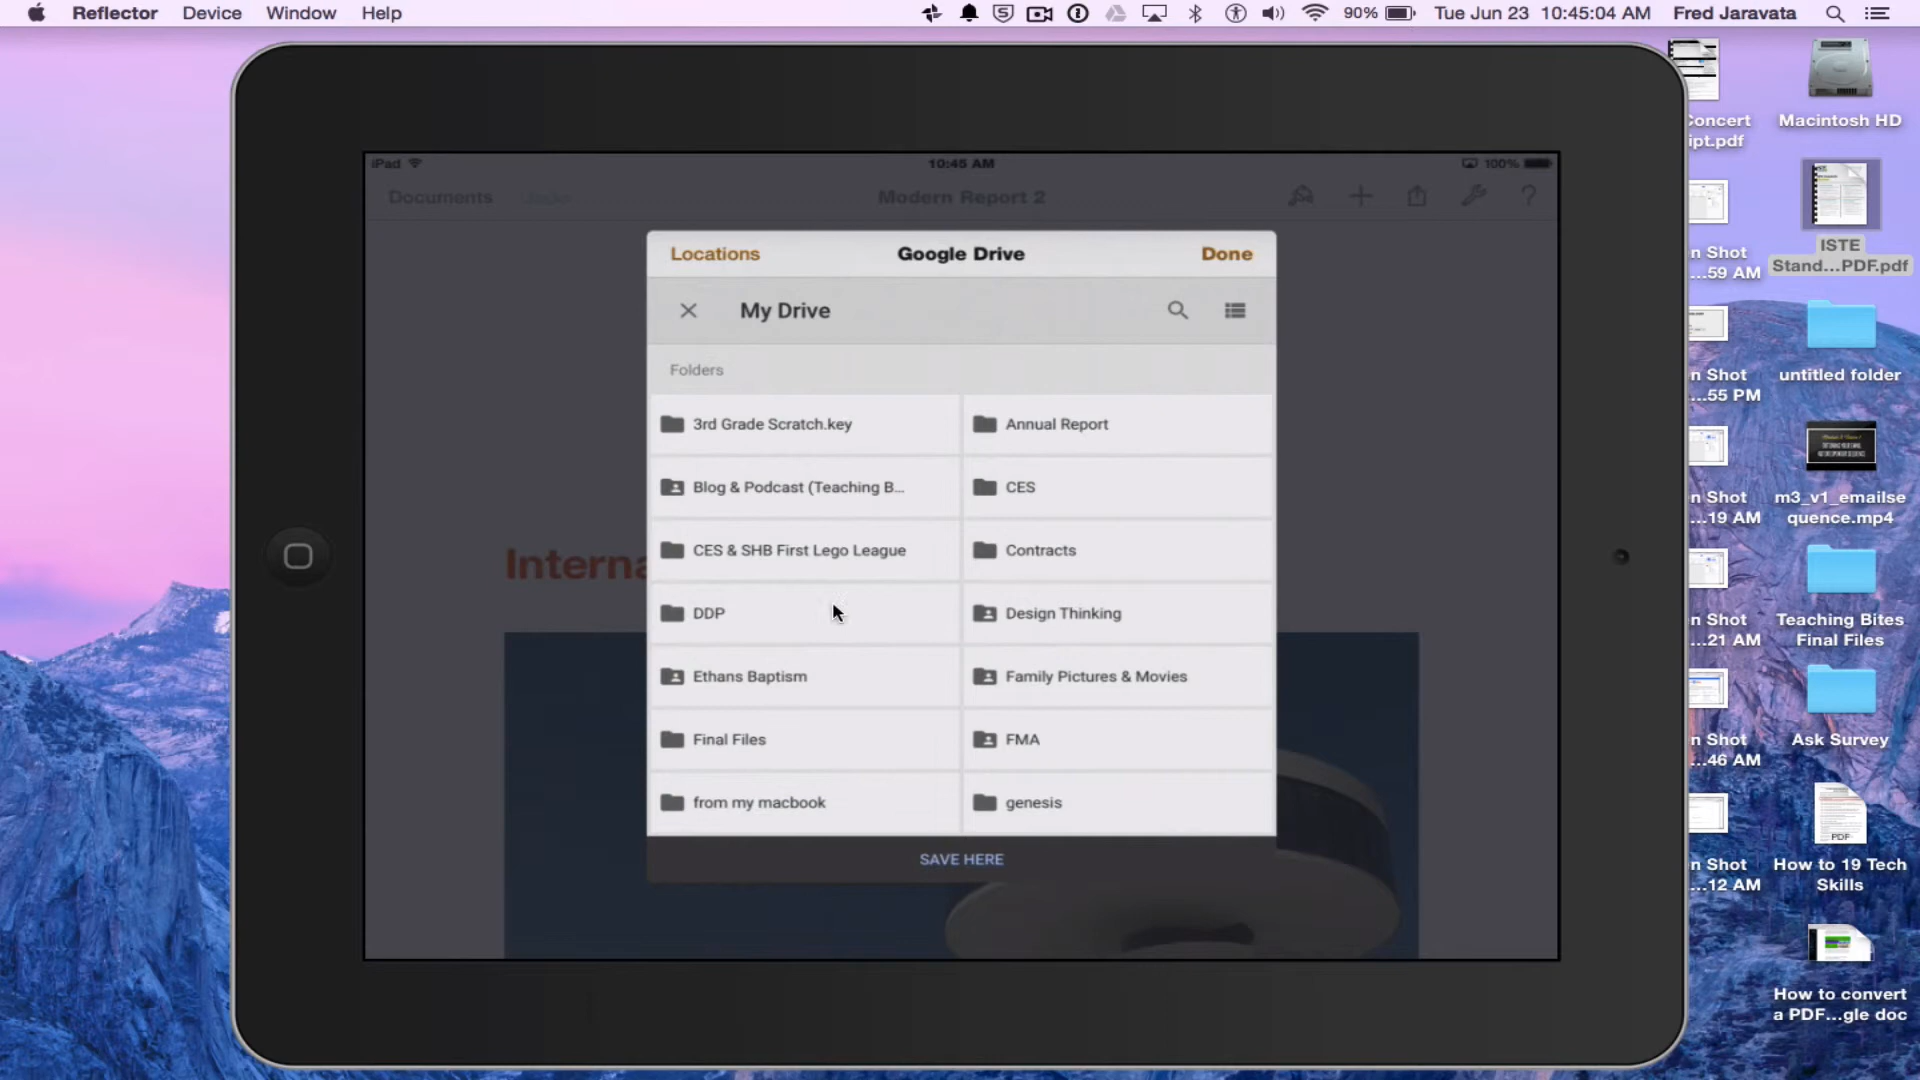 Reflector Device Window Help
90% Tue Jun 23 10:45:04 AM Fred Jaravata
iPad 10:45 AM 100%
Documents Undo Modern Report 2 ?
Locations Google Drive Done
My Drive
Folders
3rd Grade Scratch.key
Annual Report
Blog & Podcast (Teaching B...
CES
CES & SHB First Lego League
Contracts
DDP
Design Thinking
Ethans Baptism
Family Pictures & Movies
Final Files
FMA
from my macbook
genesis
SAVE HERE
Interna
Concert
ipt.pdf
n Shot
...59 AM
n Shot
...55 PM
n Shot
...19 AM
n Shot
...21 AM
n Shot
...46 AM
n Shot
...12 AM
Macintosh HD
ISTE
Stand...PDF.pdf
untitled folder
m3_v1_emailse
quence.mp4
Teaching Bites
Final Files
Ask Survey
PDF
How to 19 Tech
Skills
How to convert
a PDF...gle doc